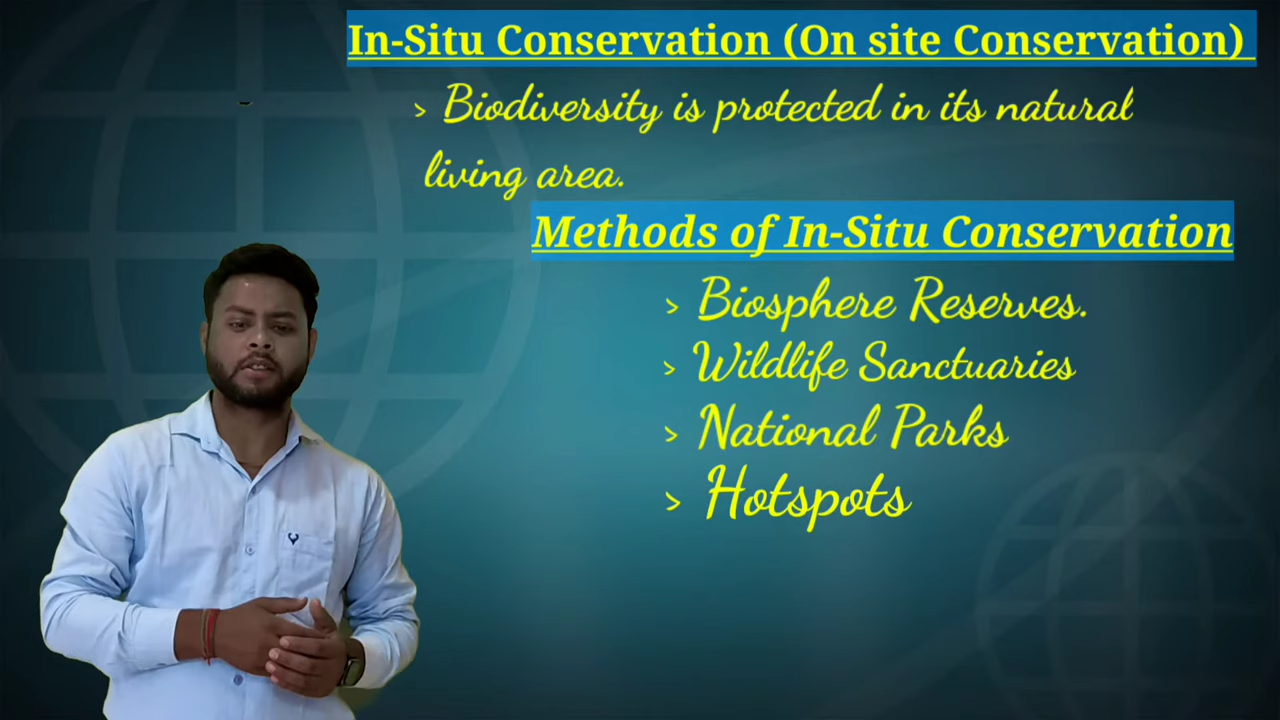 In-Situ Conservation (On site Conservation)
> Biodiversity is protected in its natural
living area.
Methods of In-Situ Conservation
> Biosphere Reserves.
> Wildlife Sanctuaries
> National Parks
> Hotspots